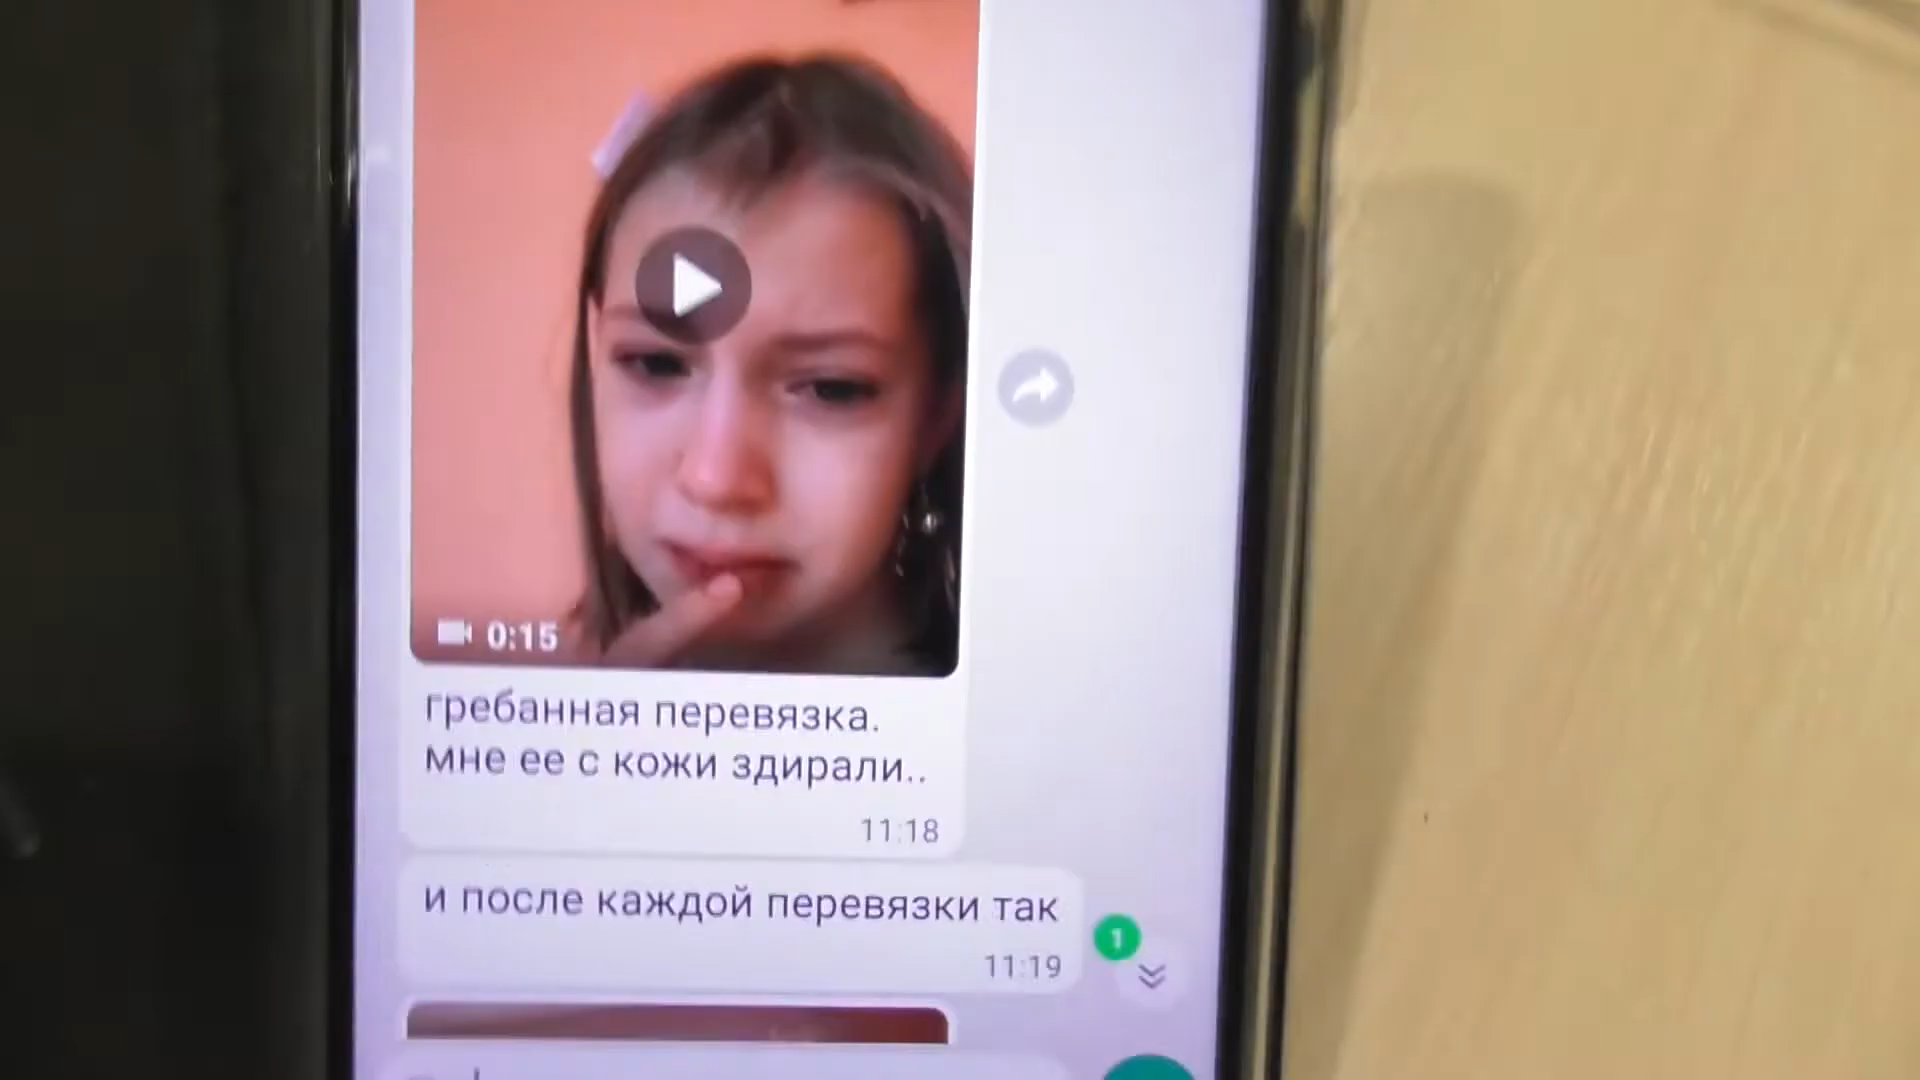 0:15
гребанная перевязка.
мне ее с кожи здирали..
11:18
и после каждой перевязки так
11:19
1